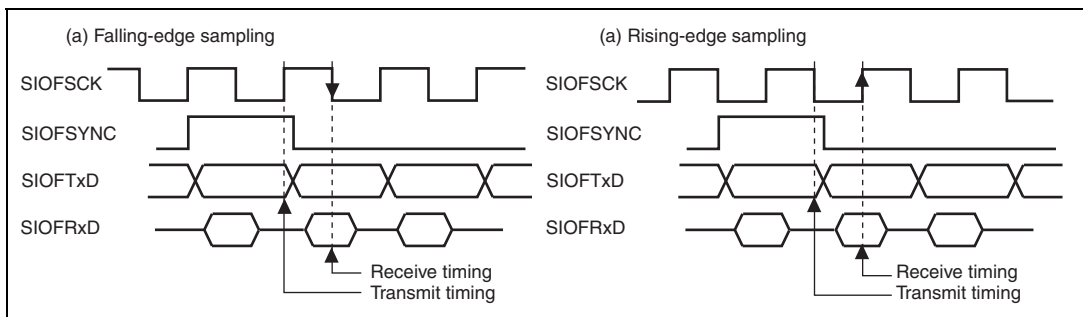 (a) Falling-edge sampling
SIOFSCK
SIOFSYNC
SIOFTxD
SIOFRxD
Receive timing
Transmit timing
(a) Rising-edge sampling
SIOFSCK
SIOFSYNC
SIOFTxD
SIOFRxD
Receive timing
Transmit timing